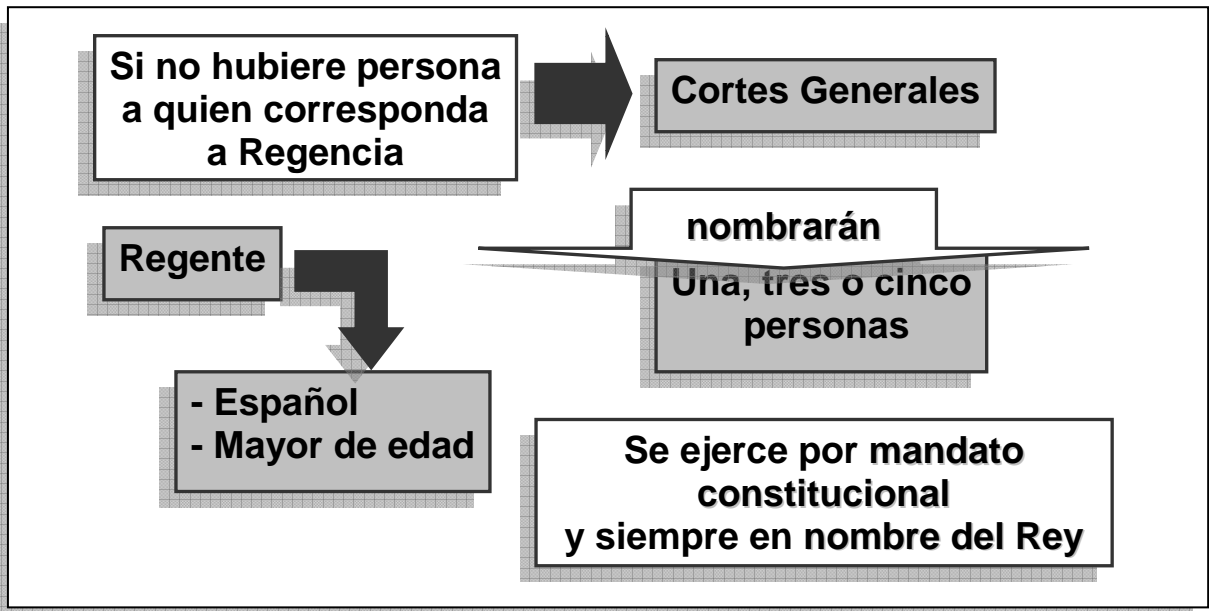 Si no hubiere persona
a quien corresponda
a Regencia
Cortes Generales
nombrarán
Una, tres o cinco
personas
Regente
- Español
- Mayor de edad
Se ejerce por mandato
constitucional
y siempre en nombre del Rey